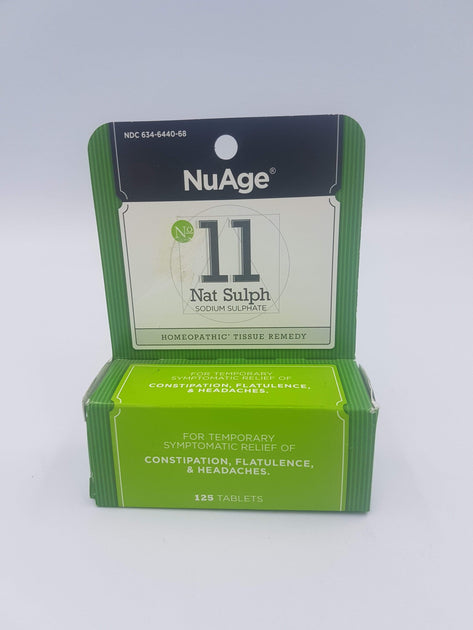 NDC 634-6440-68
NuAge®
No
11
Nat Sulph
SODIUM SULPHATE
HOMEOPATHIC* TISSUE REMEDY
FOR TEMPORARY
SYMPTOMATIC RELIEF OF
CONSTIPATION, FLATULENCE,
& HEADACHES.
FOR TEMPORARY
SYMPTOMATIC RELIEF OF
CONSTIPATION, FLATULENCE,
& HEADACHES.
125 TABLETS